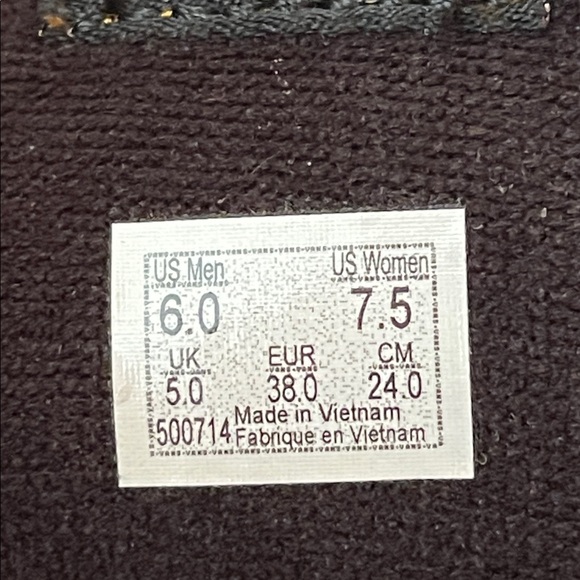 US Men US Women
6.0 7.5
UK EUR CM
5.0 38.0 24.0
Made in Vietnam
500714 Fabrique en Vietnam